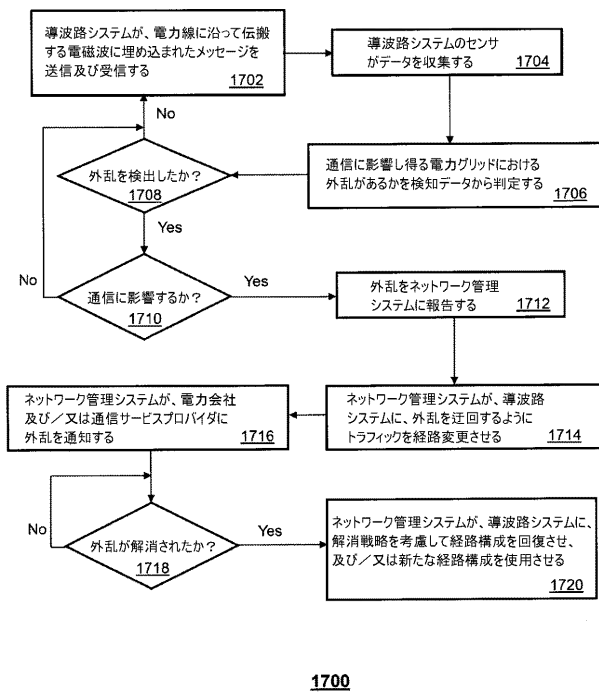 導波路システムが、電力線に沿って伝搬
する電磁波に埋め込まれたメッセージを
送信及び受信する
1702
導波路システムのセンサ
がデータを収集する
1704
通信に影響し得る電力グリッドにおける
外乱があるかを検知データから判定する
1706
No
外乱を検出したか?
1708
Yes
No
通信に影響するか?
1710
Yes
外乱をネットワーク管理
システムに報告する
1712
ネットワーク管理システムが、導波路
システムに、外乱を迂回するように
トラフィックを経路変更させる
1714
ネットワーク管理システムが、電力会社
及び/又は通信サービスプロバイダに
外乱を通知する
1716
No
外乱が解消されたか?
1718
Yes
ネットワーク管理システムが、導波路システムに、
解消戦略を考慮して経路構成を回復させ、
及び/又は新たな経路構成を使用させる
1720
1700